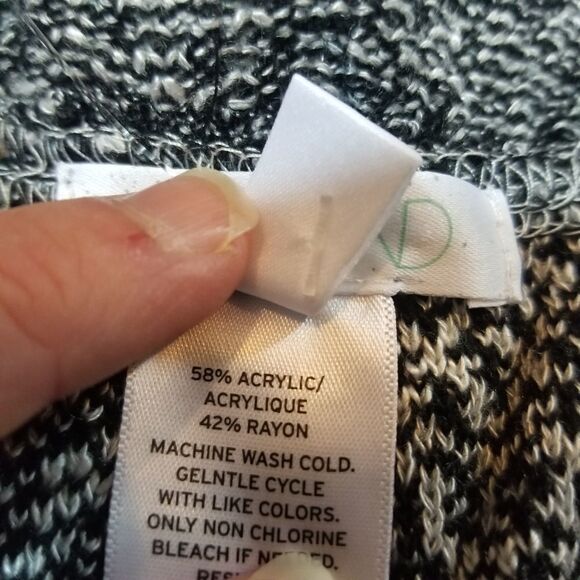 D
58% ACRYLIC/
ACRYLIQUE
42% RAYON
MACHINE WASH COLD.
GELNTLE CYCLE
WITH LIKE COLORS.
ONLY NON CHLORINE
BLEACH IF NEEDED.